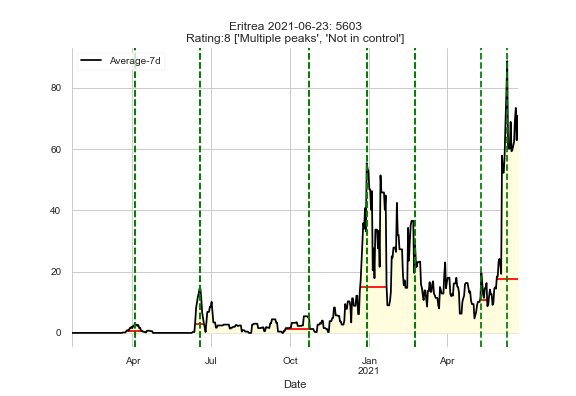 Eritrea 2021-06-23: 5603
Rating:8 ['Multiple peaks', 'Not in control']
Average-7d
80
60
40
20
0
Apr
Jul
Oct
Jan
2021
Apr
Date